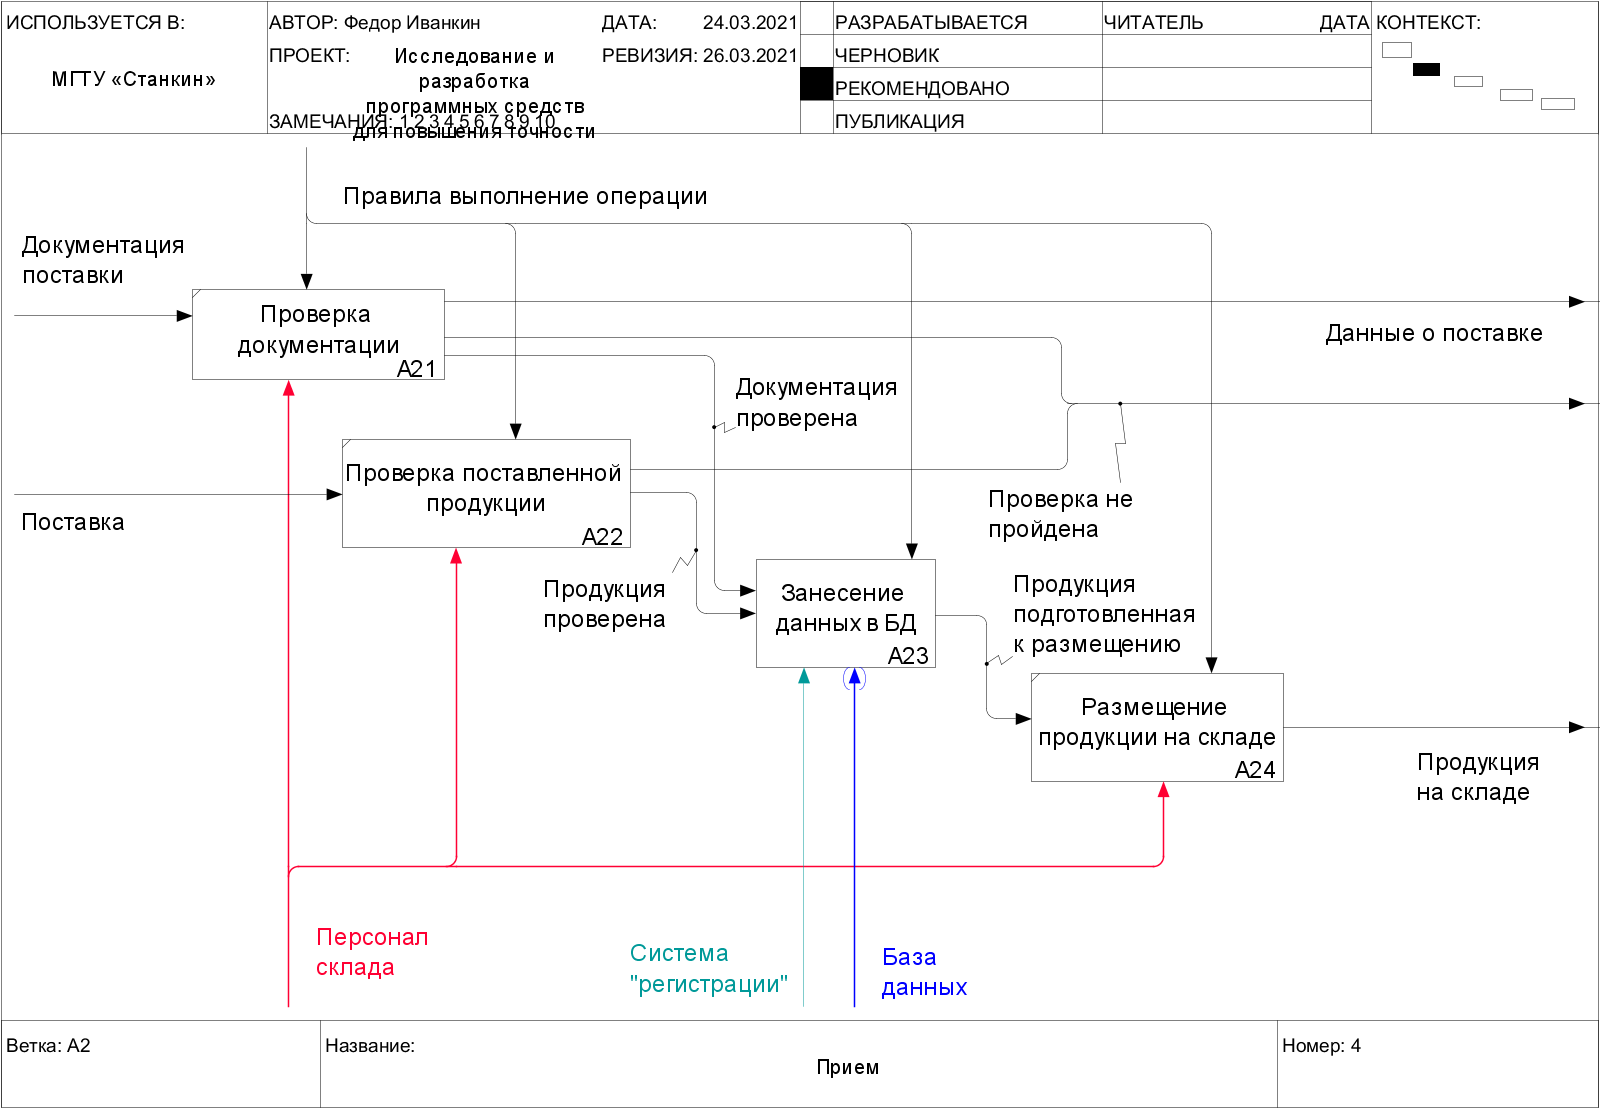 ИСПОЛЬЗУЕТСЯ В:
МГТУ «Станкин»
АВТОР: Федор Иванкин
ДАТА: 24.03.2021
ПРОЕКТ:
Исследование и
разработка
программных средств
для повышения точности
РЕВИЗИЯ: 26.03.2021
ЗАМЕЧАНИЯ: 1 2 3 4 5 6 7 8 9 10
РАЗРАБАТЫВАЕТСЯ
ЧЕРНОВИК
РЕКОМЕНДОВАНО
ПУБЛИКАЦИЯ
ЧИТАТЕЛЬ
ДАТА
КОНТЕКСТ:
Правила выполнение операции
Документация
поставки
Проверка
документации
A21
Данные о поставке
Документация
проверена
Проверка поставленной
продукции
A22
Поставка
Проверка не
пройдена
Продукция
проверена
Занесение
данных в БД
A23
Продукция
подготовленная
к размещению
Размещение
продукции на складе
A24
Продукция
на складе
Персонал
склада
Система
"регистрации"
База
данных
Ветка: A2
Название:
Прием
Номер: 4